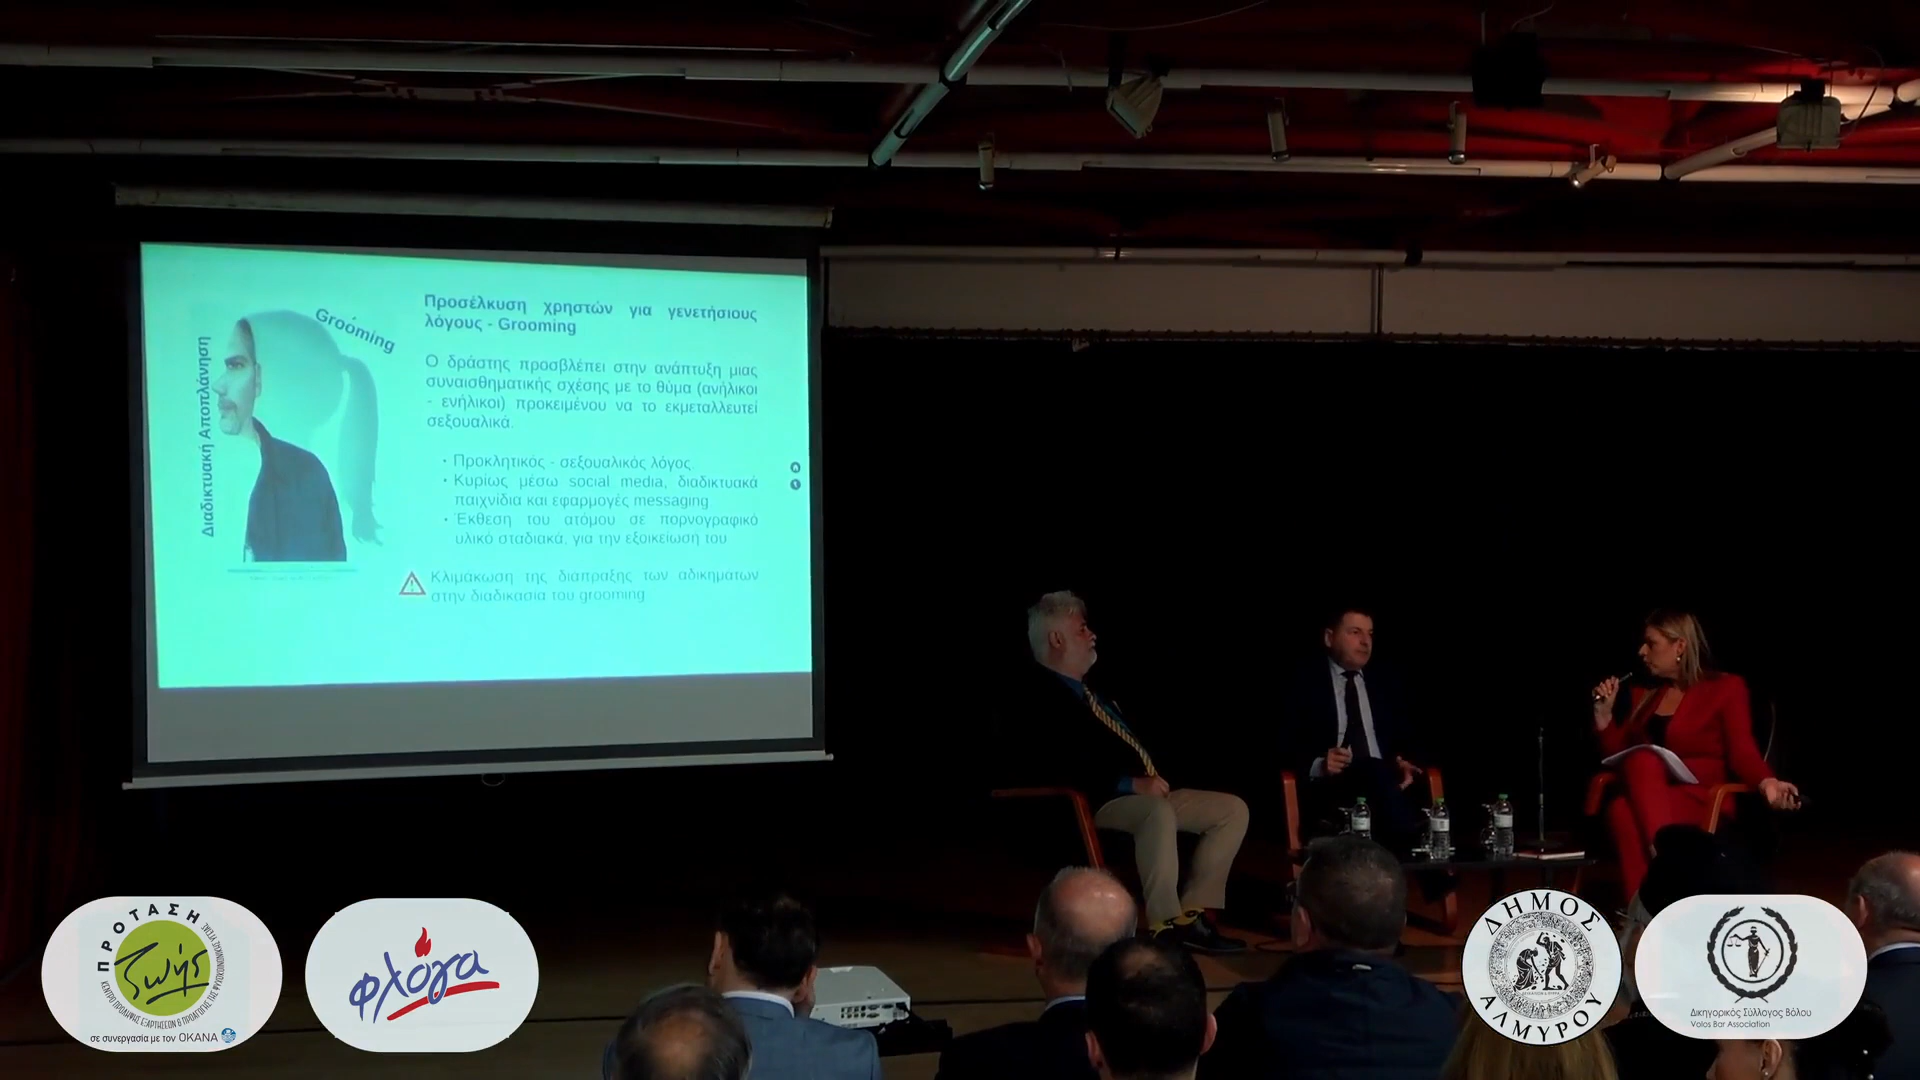 Grooming
Διαδικτυακή Αποπλάνηση
Προσέλκυση χρηστών για γενετήσιους
λόγους - Grooming
Ο δράστης προσβλέπει στην ανάπτυξη μιας
συναισθηματικής σχέσης με το θύμα (ανήλικοι
- ενήλικοι) προκειμένου να το εκμεταλλευτεί
σεξουαλικά.
· Προκλητικός - σεξουαλικός λόγος
· Κυρίως μέσω social media, διαδικτυακά
παιχνίδια και εφαρμογές messaging
· Έκθεση του ατόμου σε πορνογραφικό
υλικό σταδιακά, για την εξοικείωσή του
Κλιμάκωση της διάπραξης των αδικημάτων
στην διαδικασία του grooming
ΠΡΟΤΑΣΗ
Ζωής
σε συνεργασία με τον ΟΚΑΝΑ
φλόγα
ΔΗΜΟΣ
ΑΛΜΥΡΟΥ
Δικηγορικός Σύλλογος Βόλου
Volos Bar Association